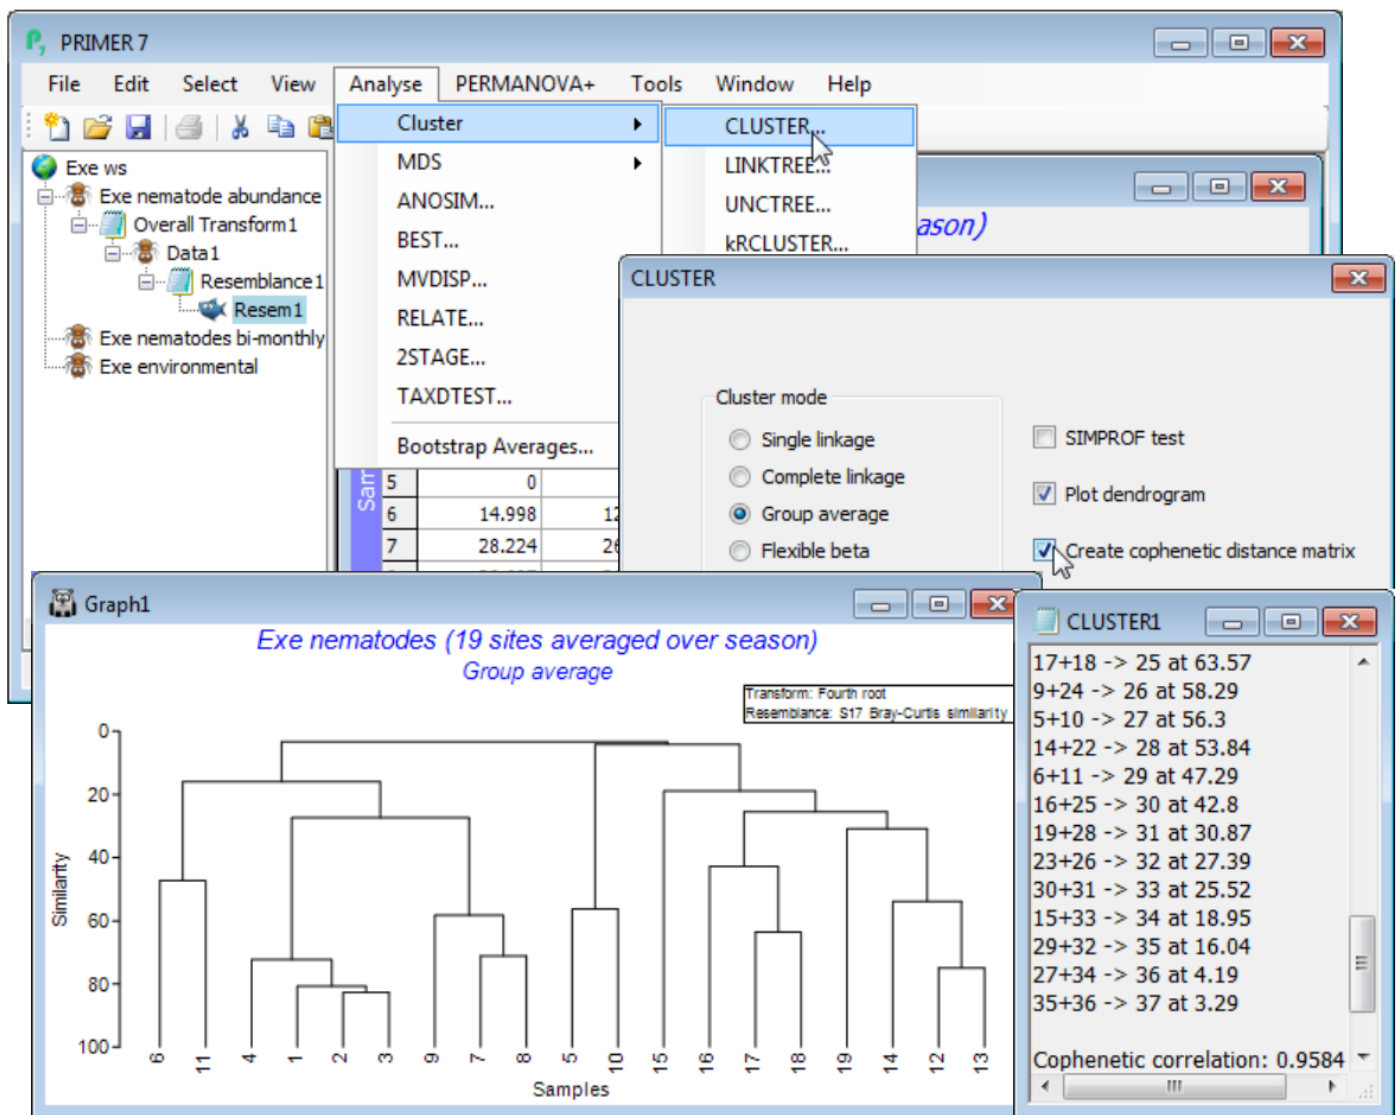 PRIMER 7
File Edit Select View Analyse PERMANOVA+ Tools Window Help
Exe ws
Exe nematode abundance
Overall Transform1
Data1
Resemblance1
Resem1
Exe nematodes bi-monthly
Exe environmental
Cluster
MDS
ANOSIM...
BEST...
MVDISP...
RELATE...
2STAGE...
TAXDTEST...
Bootstrap Averages...
CLUSTER...
LINKTREE...
UNCTREE...
kRCLUSTER...
ason)
Sam
5 0
6 14.998 12
7 28.224 26
CLUSTER
Cluster mode
Single linkage
Complete linkage
Group average
Flexible beta
SIMPROF test
Plot dendrogram
Create cophenetic distance matrix
Graph1
Exe nematodes (19 sites averaged over season)
Group average
Transform: Fourth root
Resemblance: S17 Bray-Curtis similarity
Similarity
0
20
40
60
80
100
6 11 4 1 2 3 9 7 8 5 10 15 16 17 18 19 14 12 13
Samples
CLUSTER1
17+18 -> 25 at 63.57
9+24 -> 26 at 58.29
5+10 -> 27 at 56.3
14+22 -> 28 at 53.84
6+11 -> 29 at 47.29
16+25 -> 30 at 42.8
19+28 -> 31 at 30.87
23+26 -> 32 at 27.39
30+31 -> 33 at 25.52
15+33 -> 34 at 18.95
29+32 -> 35 at 16.04
27+34 -> 36 at 4.19
35+36 -> 37 at 3.29
Cophenetic correlation: 0.9584